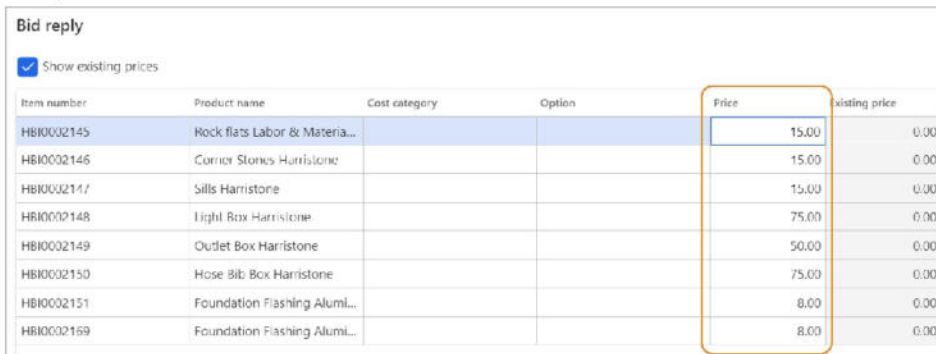 Bid reply
Show existing prices
Item number Product name Cost category Option Price Existing price
HBI0002145 Rock flats Labor & Materia... 15.00 0.00
HBI0002146 Corner Stones Harristone 15.00 0.00
HBI0002147 Sills Harristone 15.00 0.00
HBI0002148 Light Box Harristone 75.00 0.00
HBI0002149 Outlet Box Harristone 50.00 0.00
HBI0002150 Hose Bib Box Harristone 75.00 0.00
HBI0002151 Foundation Flashing Alumi... 8.00 0.00
HBI0002169 Foundation Flashing Alumi... 8.00 0.00